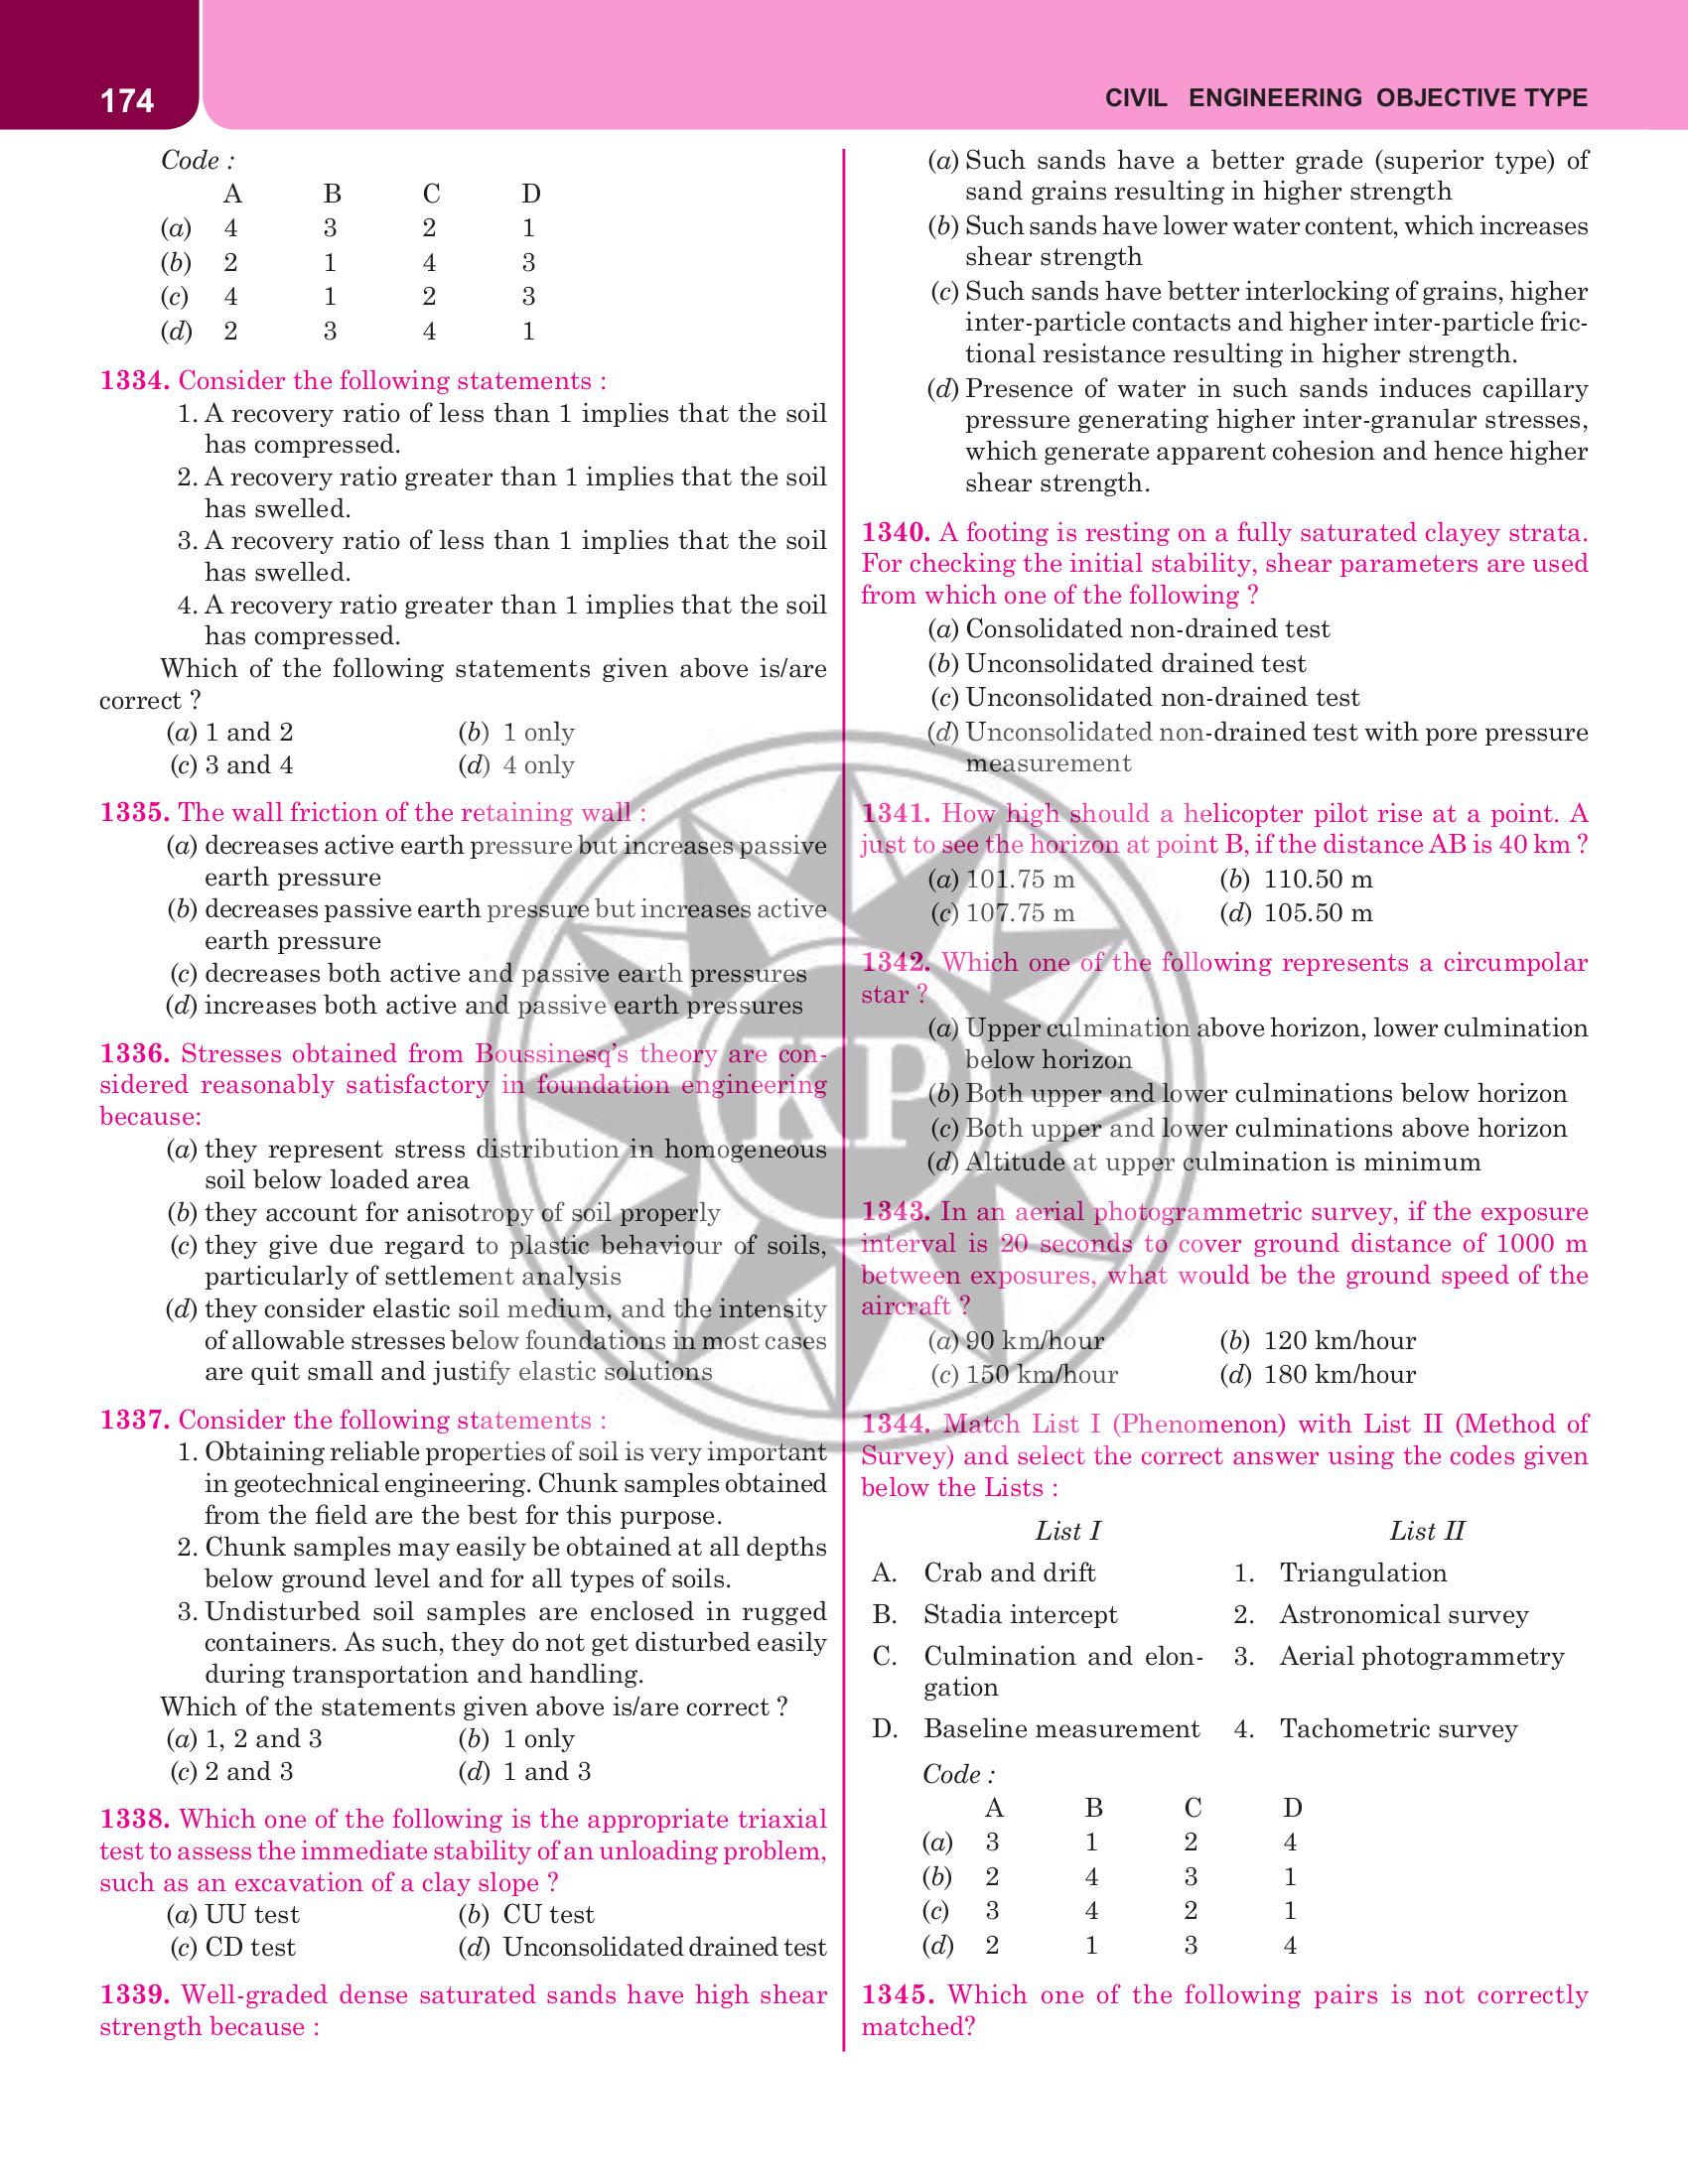 174
CIVIL ENGINEERING OBJECTIVE TYPE
Code :
A B C D
(a) 4 3 2 1
(b) 2 1 4 3
(c) 4 1 2 3
(d) 2 3 4 1
1334. Consider the following statements :
1. A recovery ratio of less than 1 implies that the soil
has compressed.
2. A recovery ratio greater than 1 implies that the soil
has swelled.
3. A recovery ratio of less than 1 implies that the soil
has swelled.
4. A recovery ratio greater than 1 implies that the soil
has compressed.
Which of the following statements given above is/are
correct ?
(a) 1 and 2 (b) 1 only
(c) 3 and 4 (d) 4 only
1335. The wall friction of the retaining wall :
(a) decreases active earth pressure but increases passive
earth pressure
(b) decreases passive earth pressure but increases active
earth pressure
(c) decreases both active and passive earth pressures
(d) increases both active and passive earth pressures
1336. Stresses obtained from Boussinesq's theory are con-
sidered reasonably satisfactory in foundation engineering
because:
(a) they represent stress distribution in homogeneous
soil below loaded area
(b) they account for anisotropy of soil properly
(c) they give due regard to plastic behaviour of soils,
particularly of settlement analysis
(d) they consider elastic soil medium, and the intensity
of allowable stresses below foundations in most cases
are quit small and justify elastic solutions
1337. Consider the following statements :
1. Obtaining reliable properties of soil is very important
in geotechnical engineering. Chunk samples obtained
from the field are the best for this purpose.
2. Chunk samples may easily be obtained at all depths
below ground level and for all types of soils.
3. Undisturbed soil samples are enclosed in rugged
containers. As such, they do not get disturbed easily
during transportation and handling.
Which of the statements given above is/are correct ?
(a) 1, 2 and 3 (b) 1 only
(c) 2 and 3 (d) 1 and 3
1338. Which one of the following is the appropriate triaxial
test to assess the immediate stability of an unloading problem,
such as an excavation of a clay slope ?
(a) UU test (b) CU test
(c) CD test (d) Unconsolidated drained test
1339. Well-graded dense saturated sands have high shear
strength because :
(a) Such sands have a better grade (superior type) of
sand grains resulting in higher strength
(b) Such sands have lower water content, which increases
shear strength
(c) Such sands have better interlocking of grains, higher
inter-particle contacts and higher inter-particle fric-
tional resistance resulting in higher strength.
(d) Presence of water in such sands induces capillary
pressure generating higher inter-granular stresses,
which generate apparent cohesion and hence higher
shear strength.
1340. A footing is resting on a fully saturated clayey strata.
For checking the initial stability, shear parameters are used
from which one of the following ?
(a) Consolidated non-drained test
(b) Unconsolidated drained test
(c) Unconsolidated non-drained test
(d) Unconsolidated non-drained test with pore pressure
measurement
1341. How high should a helicopter pilot rise at a point. A
just to see the horizon at point B, if the distance AB is 40 km ?
(a) 101.75 m (b) 110.50 m
(c) 107.75 m (d) 105.50 m
1342. Which one of the following represents a circumpolar
star ?
(a) Upper culmination above horizon, lower culmination
below horizon
(b) Both upper and lower culminations below horizon
(c) Both upper and lower culminations above horizon
(d) Altitude at upper culmination is minimum
1343. In an aerial photogrammetric survey, if the exposure
interval is 20 seconds to cover ground distance of 1000 m
between exposures, what would be the ground speed of the
aircraft ?
(a) 90 km/hour (b) 120 km/hour
(c) 150 km/hour (d) 180 km/hour
1344. Match List I (Phenomenon) with List II (Method of
Survey) and select the correct answer using the codes given
below the Lists :
List I List II
A. Crab and drift 1. Triangulation
B. Stadia intercept 2. Astronomical survey
C. Culmination and elon- 3. Aerial photogrammetry
gation
D. Baseline measurement 4. Tachometric survey
Code :
A B C D
(a) 3 1 2 4
(b) 2 4 3 1
(c) 3 4 2 1
(d) 2 1 3 4
1345. Which one of the following pairs is not correctly
matched?
KP